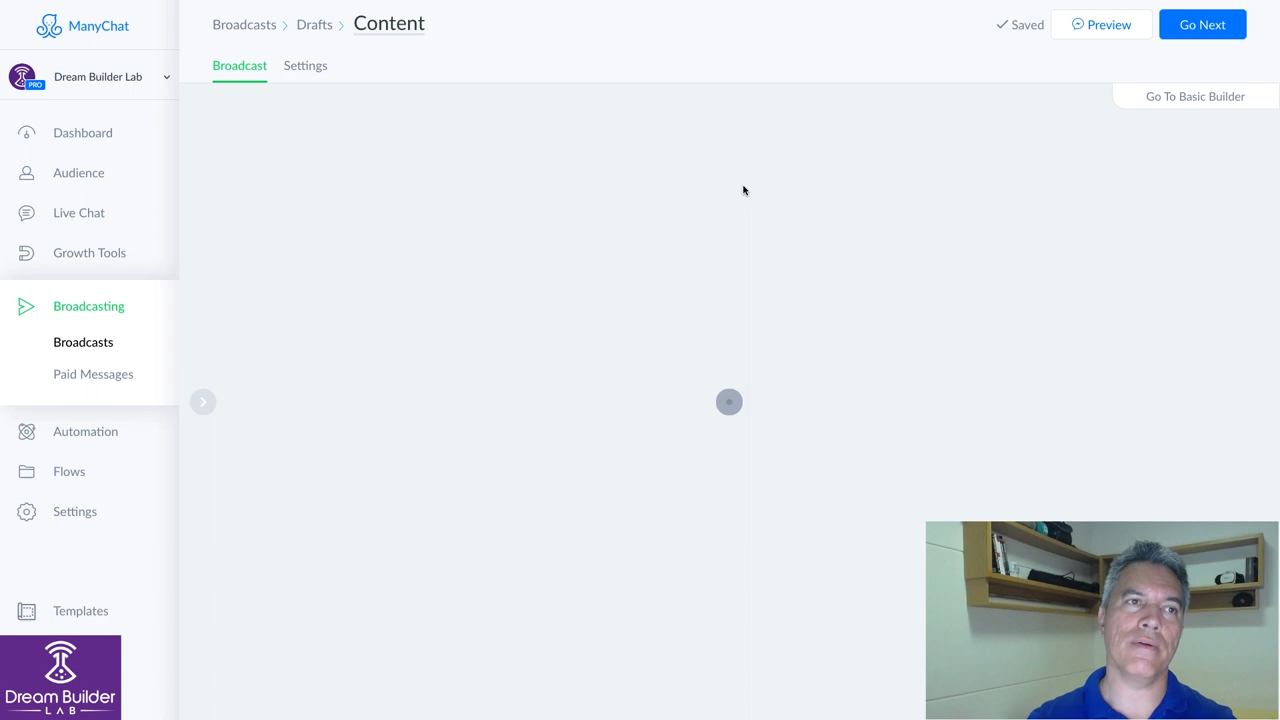 ManyChat
Broadcasts
Drafts
Content
Saved
Preview
Go Next
PRO
Dream Builder Lab
Broadcast
Settings
Go To Basic Builder
Dashboard
Audience
Live Chat
Growth Tools
Broadcasting
Broadcasts
Paid Messages
Automation
Flows
Settings
Templates
Dream Builder
LAB